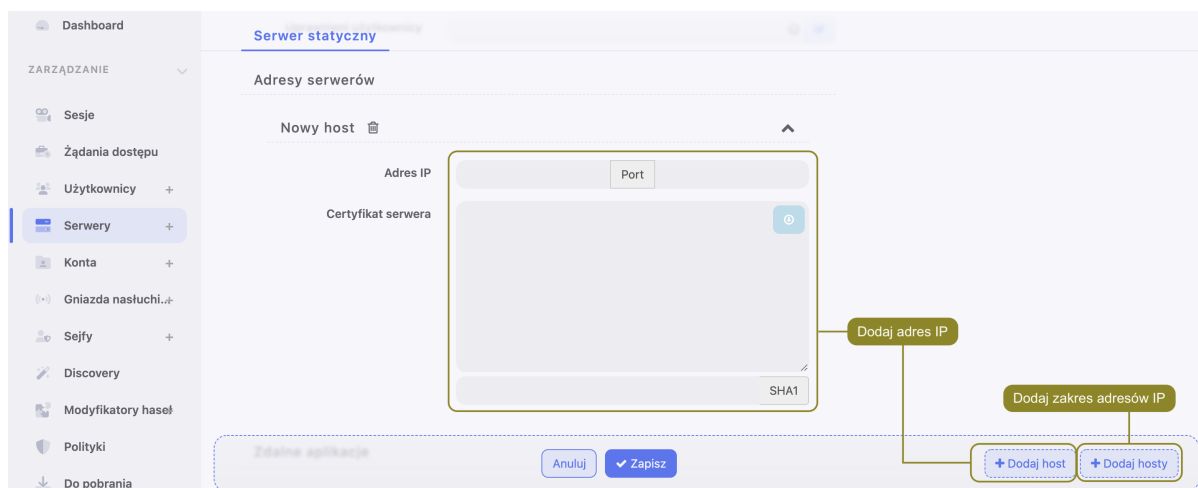 Dashboard
ZARZĄDZANIE
Sesje
Żądania dostępu
Użytkownicy +
Serwery +
Konta +
Gniazda nasłuchi..+
Sejfy +
Discovery
Modyfikatory haseł
Polityki
Do pobrania
Serwer statyczny
Adresy serwerów
Nowy host
Adres IP
Port
Certyfikat serwera
SHA1
Dodaj adres IP
Dodaj zakres adresów IP
Zdalne aplikacje
Anuluj
Zapisz
+ Dodaj host
+ Dodaj hosty